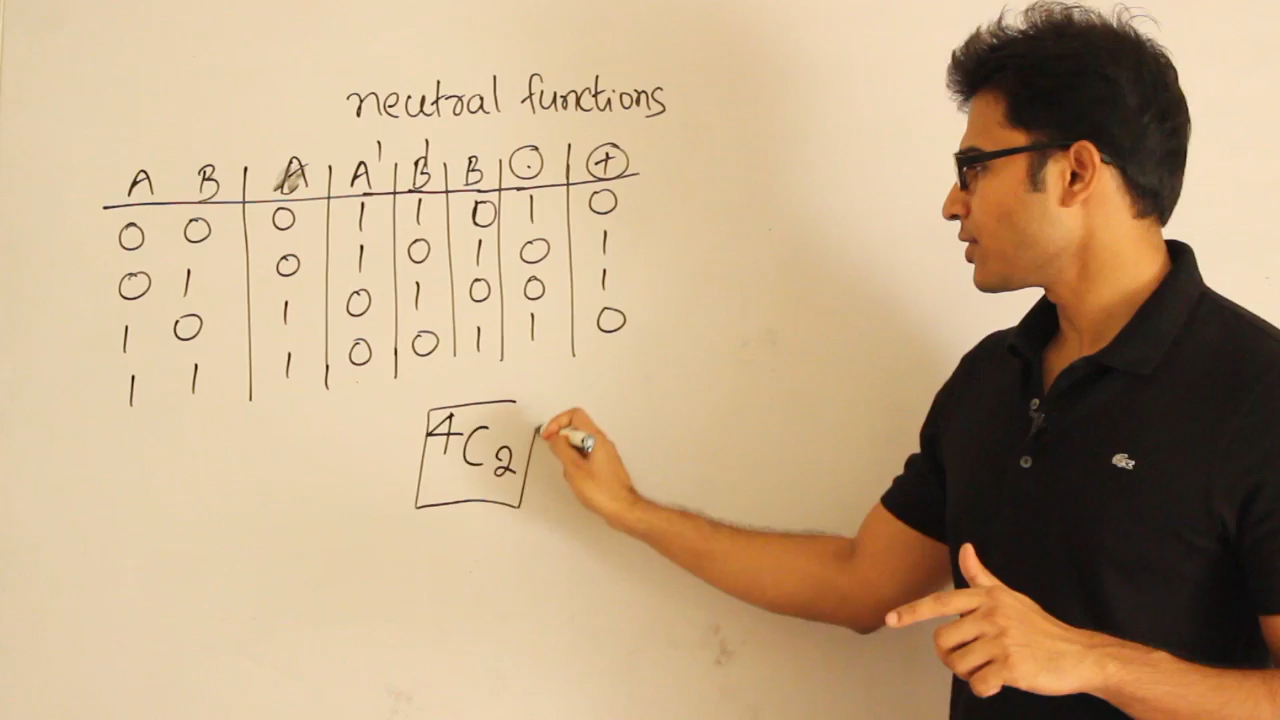 neutral functions
A B | A | A' | B' | B | ⊙ | ⊕
0 0 | 0 | 1 | 1 | 0 | 1 | 0
0 1 | 0 | 1 | 0 | 1 | 0 | 1
1 0 | 1 | 0 | 1 | 0 | 0 | 1
1 1 | 1 | 0 | 0 | 1 | 1 | 0
⁴C₂